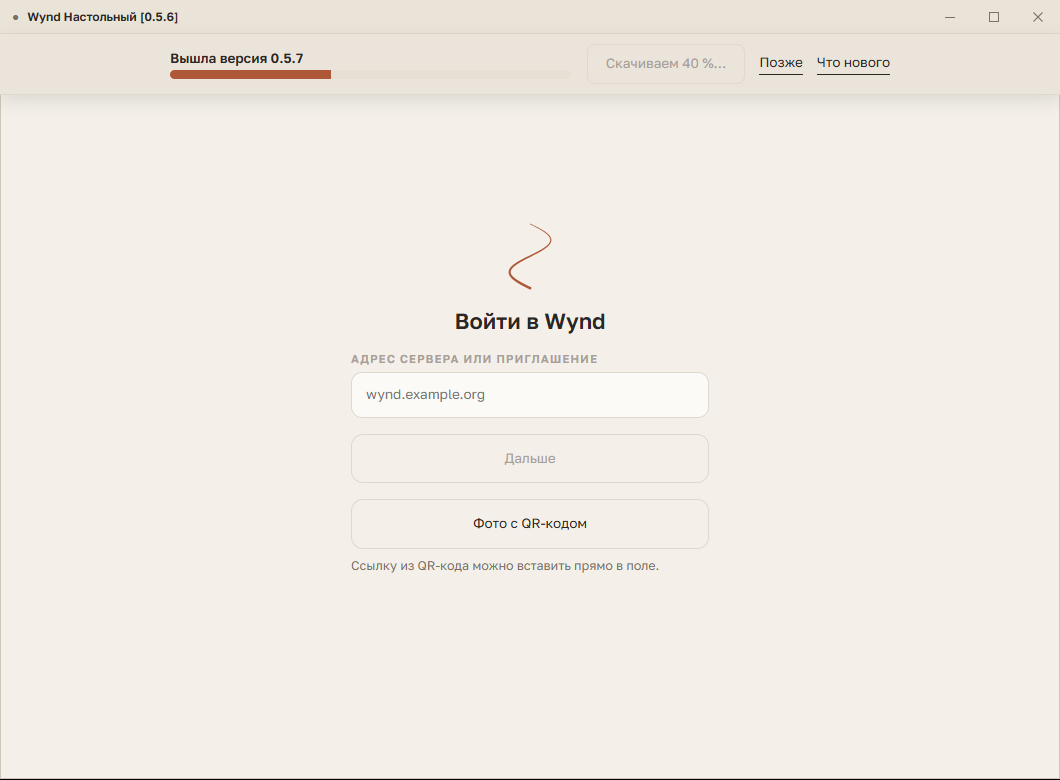 Wynd Настольный [0.5.6]
Вышла версия 0.5.7
Скачиваем 40 %...
Позже
Что нового
Войти в Wynd
АДРЕС СЕРВЕРА ИЛИ ПРИГЛАШЕНИЕ
wynd.example.org
Дальше
Фото с QR-кодом
Ссылку из QR-кода можно вставить прямо в поле.